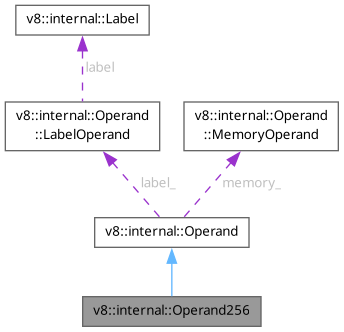 v8::internal::Label
label
v8::internal::Operand
::LabelOperand
v8::internal::Operand
::MemoryOperand
label_
memory_
v8::internal::Operand
v8::internal::Operand256